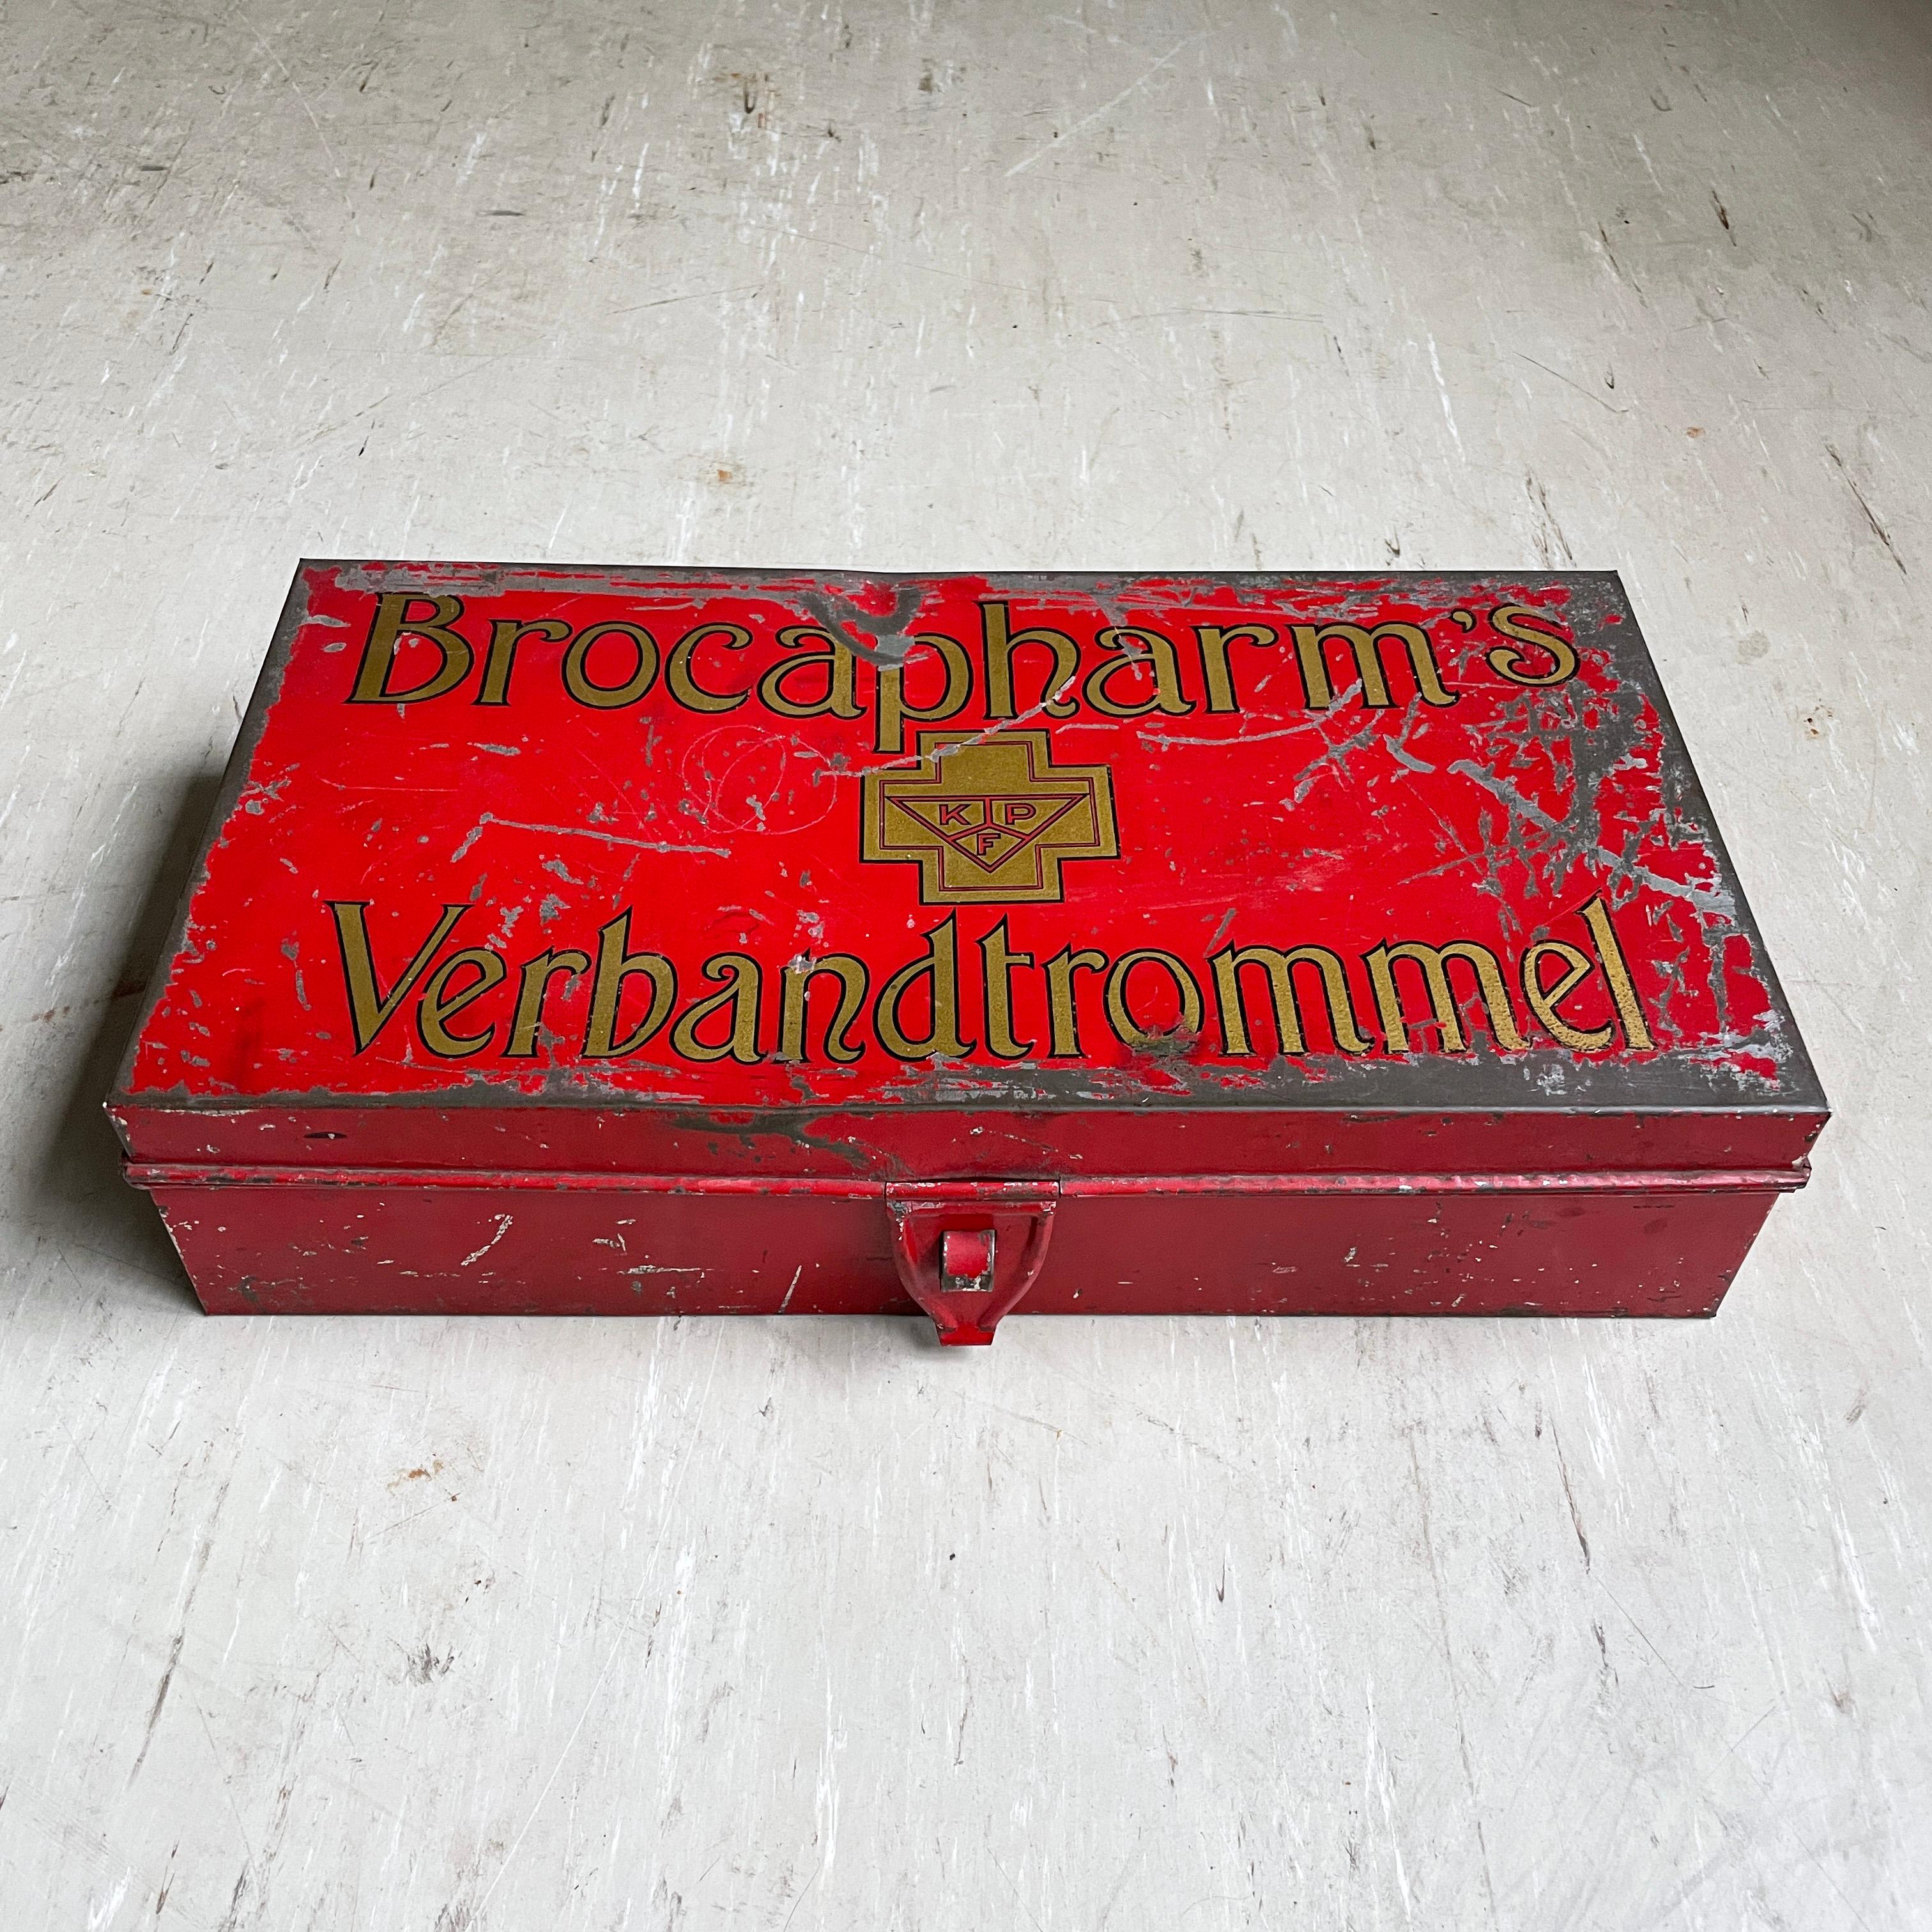 Brocapharm's
K P
F
Verbandtrommel